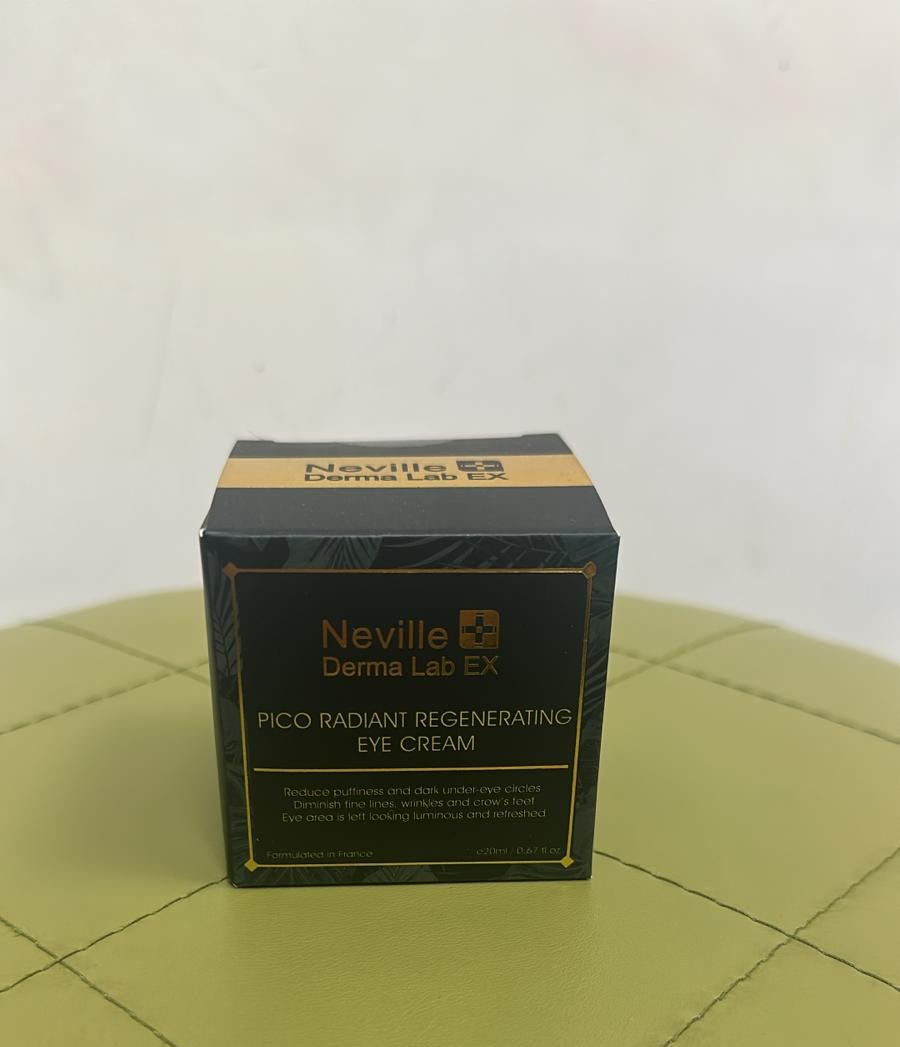 Neville
Derma Lab EX
Neville
Derma Lab EX
PICO RADIANT REGENERATING
EYE CREAM
Reduce puffiness and dark under-eye circles
Diminish fine lines, wrinkles and crow's feet
Eye area is left looking luminous and refreshed
Formulated in France
e20ml / 0.67 fl.oz